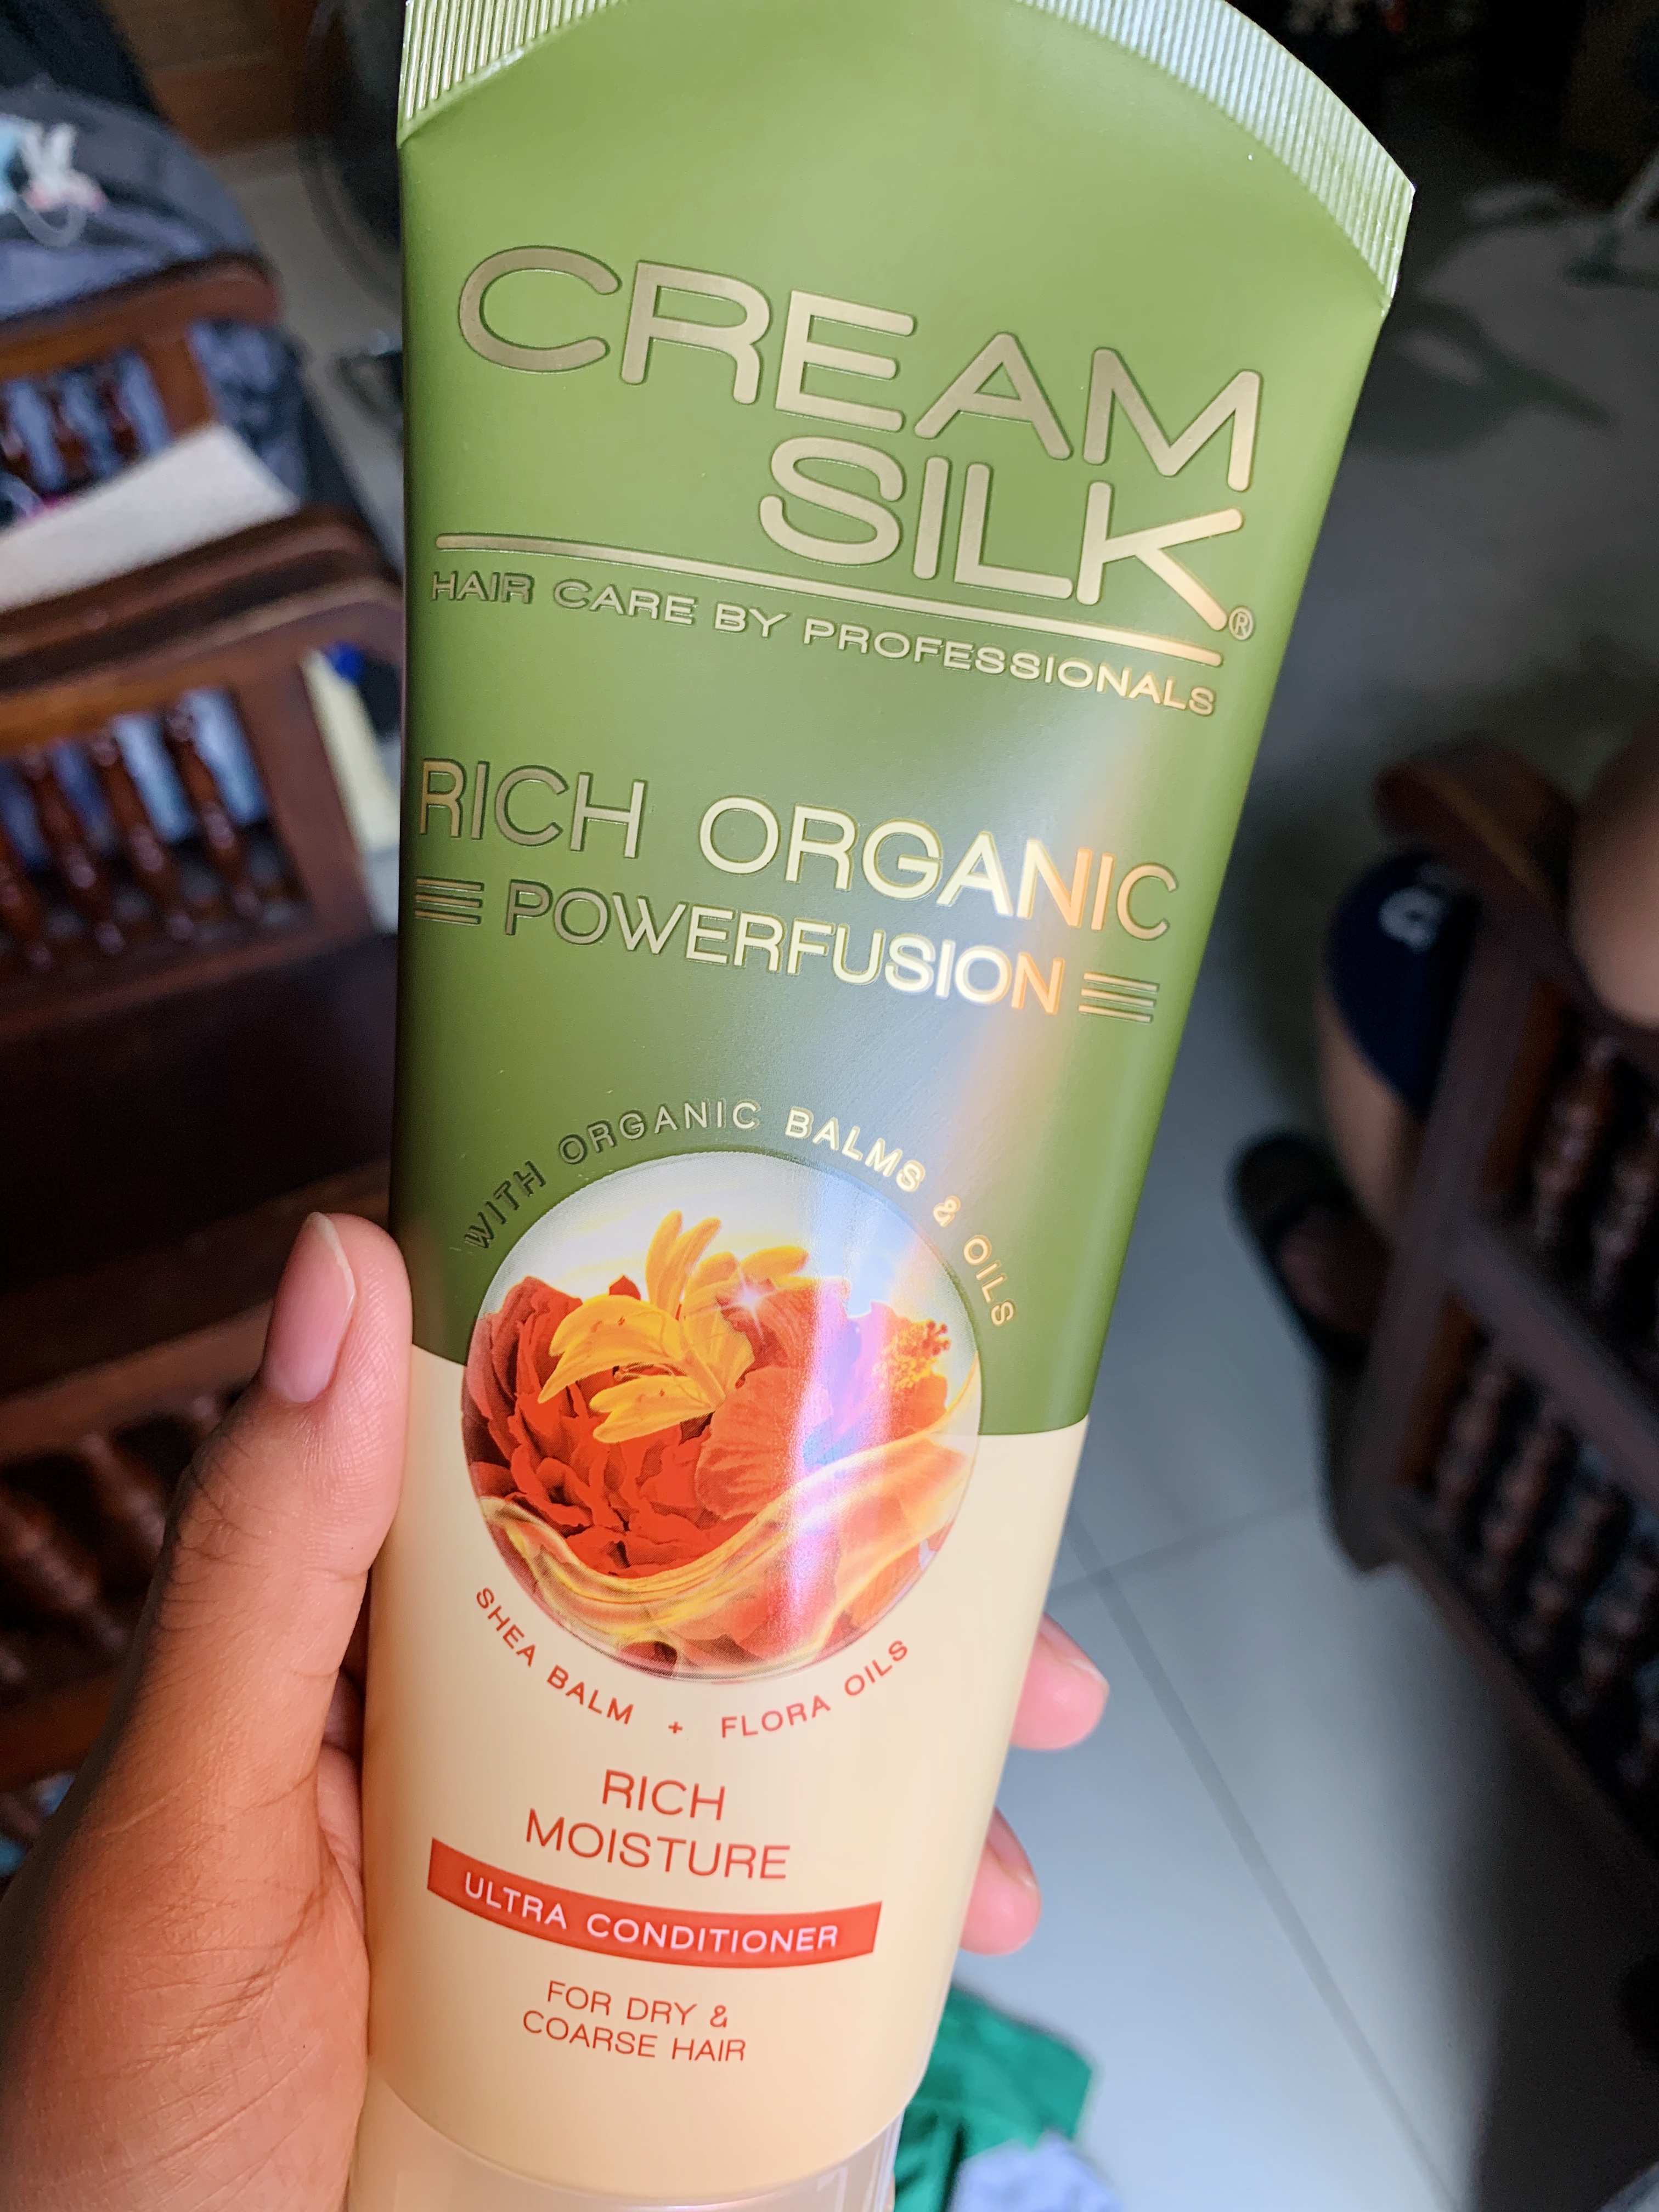 CREAM
SILK®
HAIR CARE BY PROFESSIONALS
RICH ORGANIC
POWERFUSION
WITH ORGANIC BALMS & OILS
SHEA BALM + FLORA OILS
RICH
MOISTURE
ULTRA CONDITIONER
FOR DRY &
COARSE HAIR